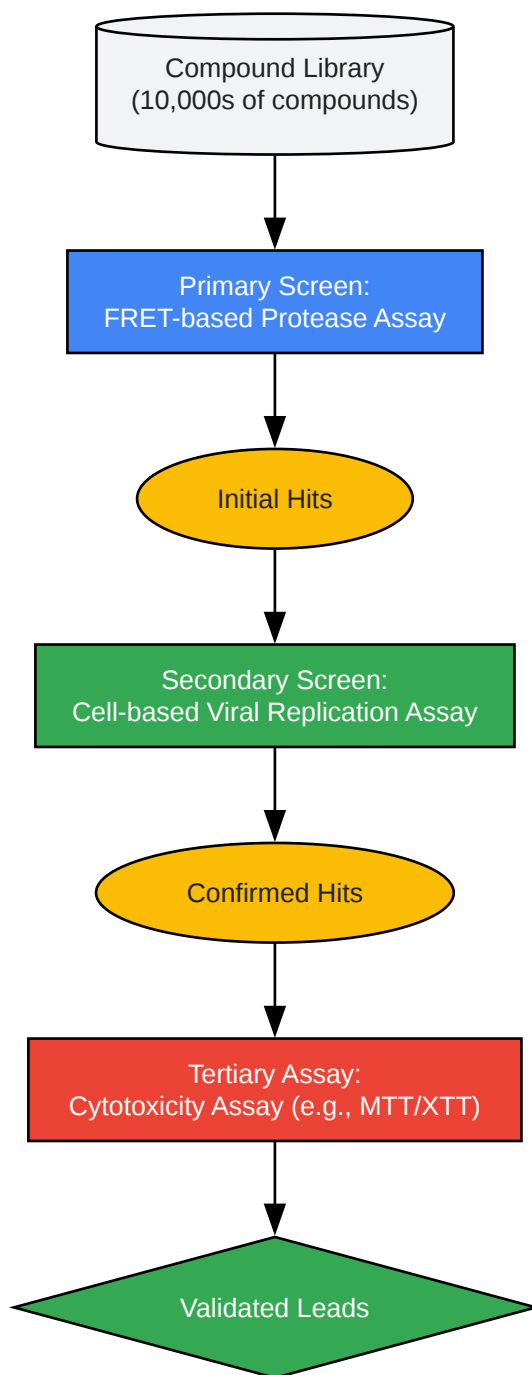 Compound Library
(10,000s of compounds)
Primary Screen:
FRET-based Protease Assay
Initial Hits
Secondary Screen:
Cell-based Viral Replication Assay
Confirmed Hits
Tertiary Assay:
Cytotoxicity Assay (e.g., MTT/XTT)
Validated Leads